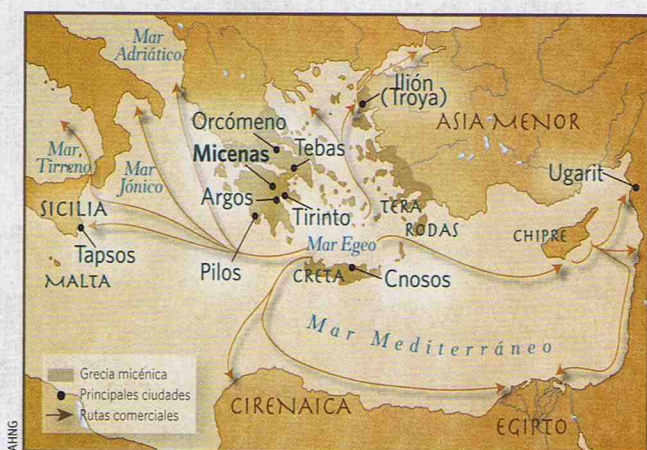 Mar
Adriático
Ilión
(Troya)
ASIA MENOR
Orcómeno
Micenas
Tebas
Mar
Tirreno
Mar
Jónico
Ugarit
Argos
Tirinto
SICILIA
TERA
RODAS
CHIPRE
Tapsos
Pilos
Mar Egeo
MALTA
CRETA
Cnosos
Mar Mediterráneo
Grecia micénica
Principales ciudades
Rutas comerciales
CIRENAICA
EGIPTO
AHNG